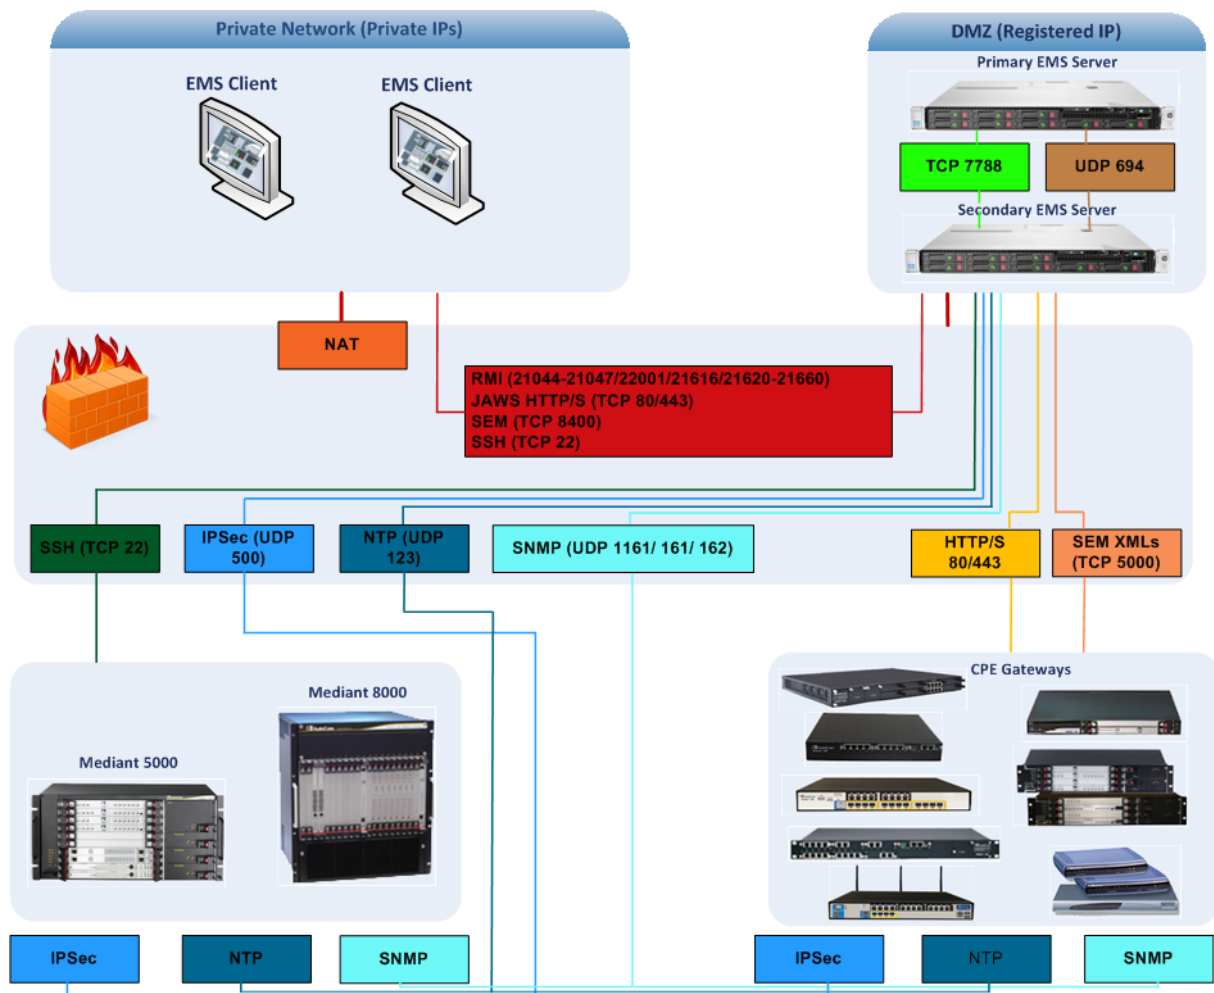 Private Network (Private IPs)
DMZ (Registered IP)
Primary EMS Server
EMS Client
EMS Client
TCP 7788
UDP 694
Secondary EMS Server
NAT
RMI (21044-21047/22001/21616/21620-21660)
JAWS HTTP/S (TCP 80/443)
SEM (TCP 8400)
SSH (TCP 22)
SSH (TCP 22)
IPSec (UDP
500)
NTP (UDP
123)
SNMP (UDP 1161/ 161/ 162)
HTTP/S
80/443
SEM XMLs
(TCP 5000)
Mediant 5000
Mediant 8000
CPE Gateways
IPSec
NTP
SNMP
IPSec
NTP
SNMP